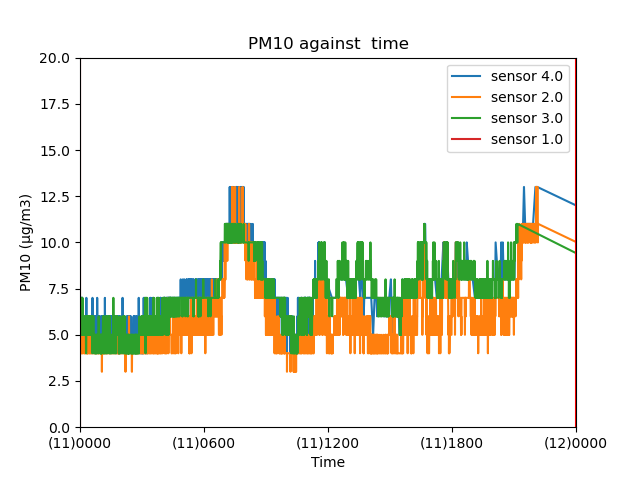 PM10 against  time
20.0
17.5
15.0
12.5
10.0
7.5
5.0
2.5
0.0
PM10 (µg/m3)
sensor 4.0
sensor 2.0
sensor 3.0
sensor 1.0
(11)0000
(11)0600
(11)1200
(11)1800
(12)0000
Time